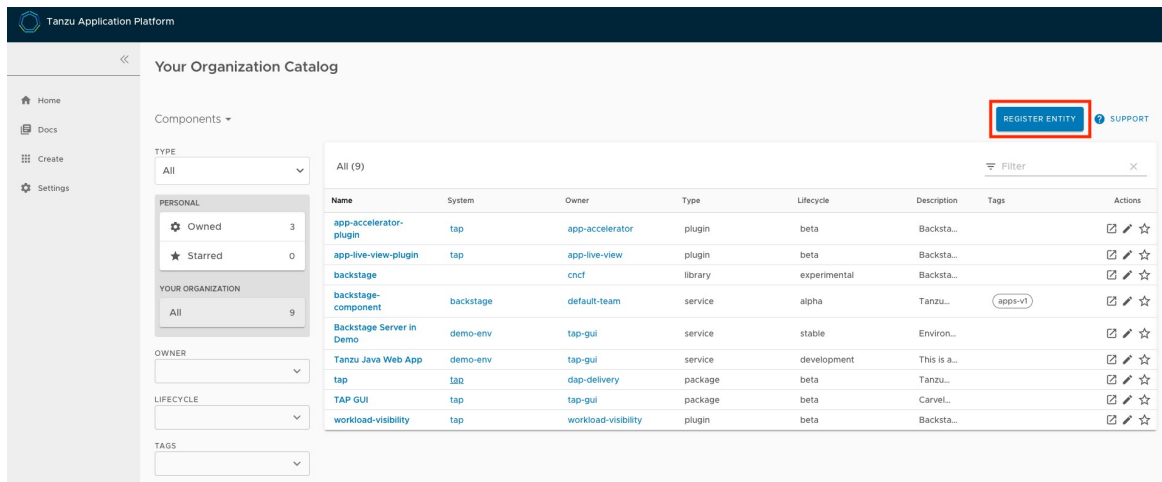 Tanzu Application Platform
Your Organization Catalog
Home
Docs
Create
Settings
Components
REGISTER ENTITY
SUPPORT
TYPE
All
PERSONAL
Owned 3
Starred 0
YOUR ORGANIZATION
All 9
OWNER
LIFECYCLE
TAGS
All (9)
Filter
Name System Owner Type Lifecycle Description Tags Actions
app-accelerator-
plugin tap app-accelerator plugin beta Backsta...
app-live-view-plugin tap app-live-view plugin beta Backsta...
backstage cncf library experimental Backsta...
backstage-
component backstage default-team service alpha Tanzu... apps-v1
Backstage Server in
Demo demo-env tap-gui service stable Environ...
Tanzu Java Web App demo-env tap-gui service development This is a...
tap tap dap-delivery package beta Tanzu...
TAP GUI tap tap-gui package beta Carvel...
workload-visibility tap workload-visibility plugin beta Backsta...